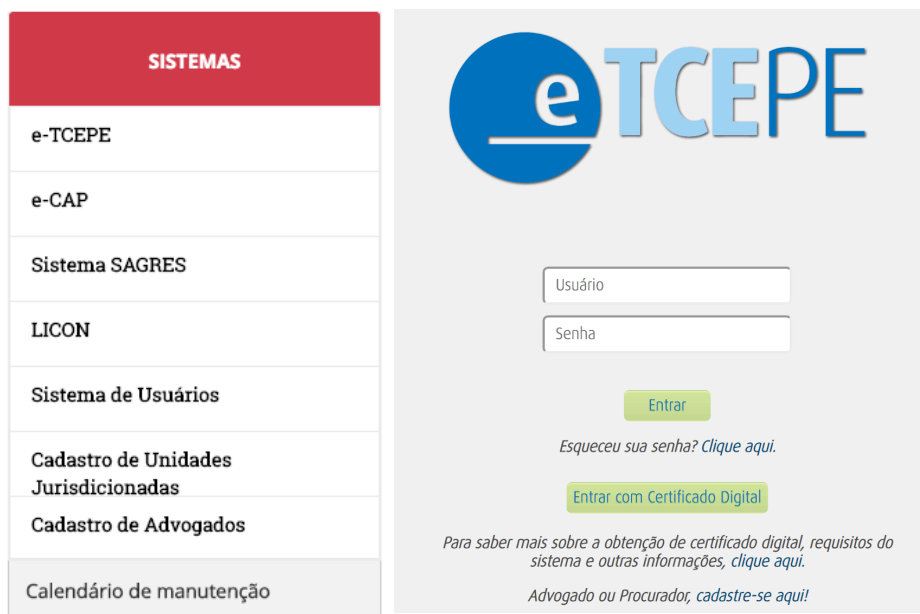 SISTEMAS
e-TCEPE
e-CAP
Sistema SAGRES
LICON
Sistema de Usuários
Cadastro de Unidades
Jurisdicionadas
Cadastro de Advogados
Calendário de manutenção
eTCEPE
Usuário
Senha
Entrar
Esqueceu sua senha? Clique aqui.
Entrar com Certificado Digital
Para saber mais sobre a obtenção de certificado digital, requisitos do
sistema e outras informações, clique aqui.
Advogado ou Procurador, cadastre-se aqui!